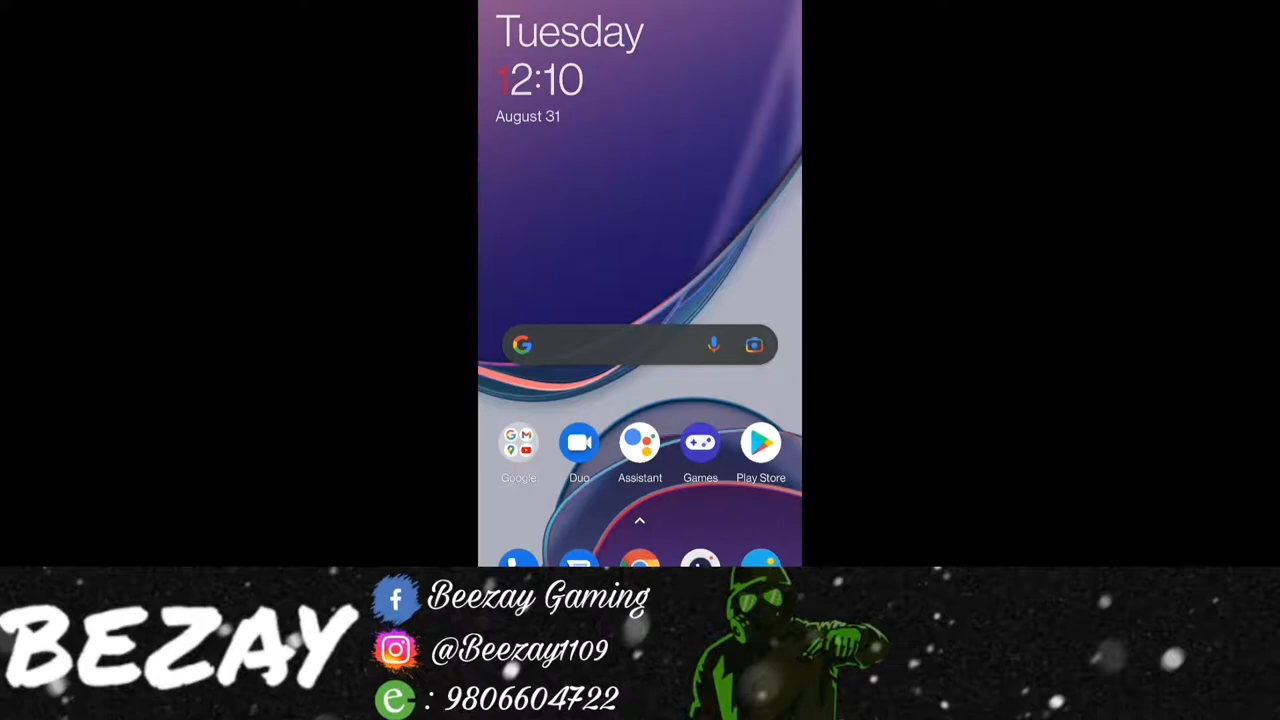 Tuesday
12:10
August 31
Google
Duo
Assistant
Games
Play Store
BEZAY
Beezay Gaming
@Beezay1109
e : 9806604722